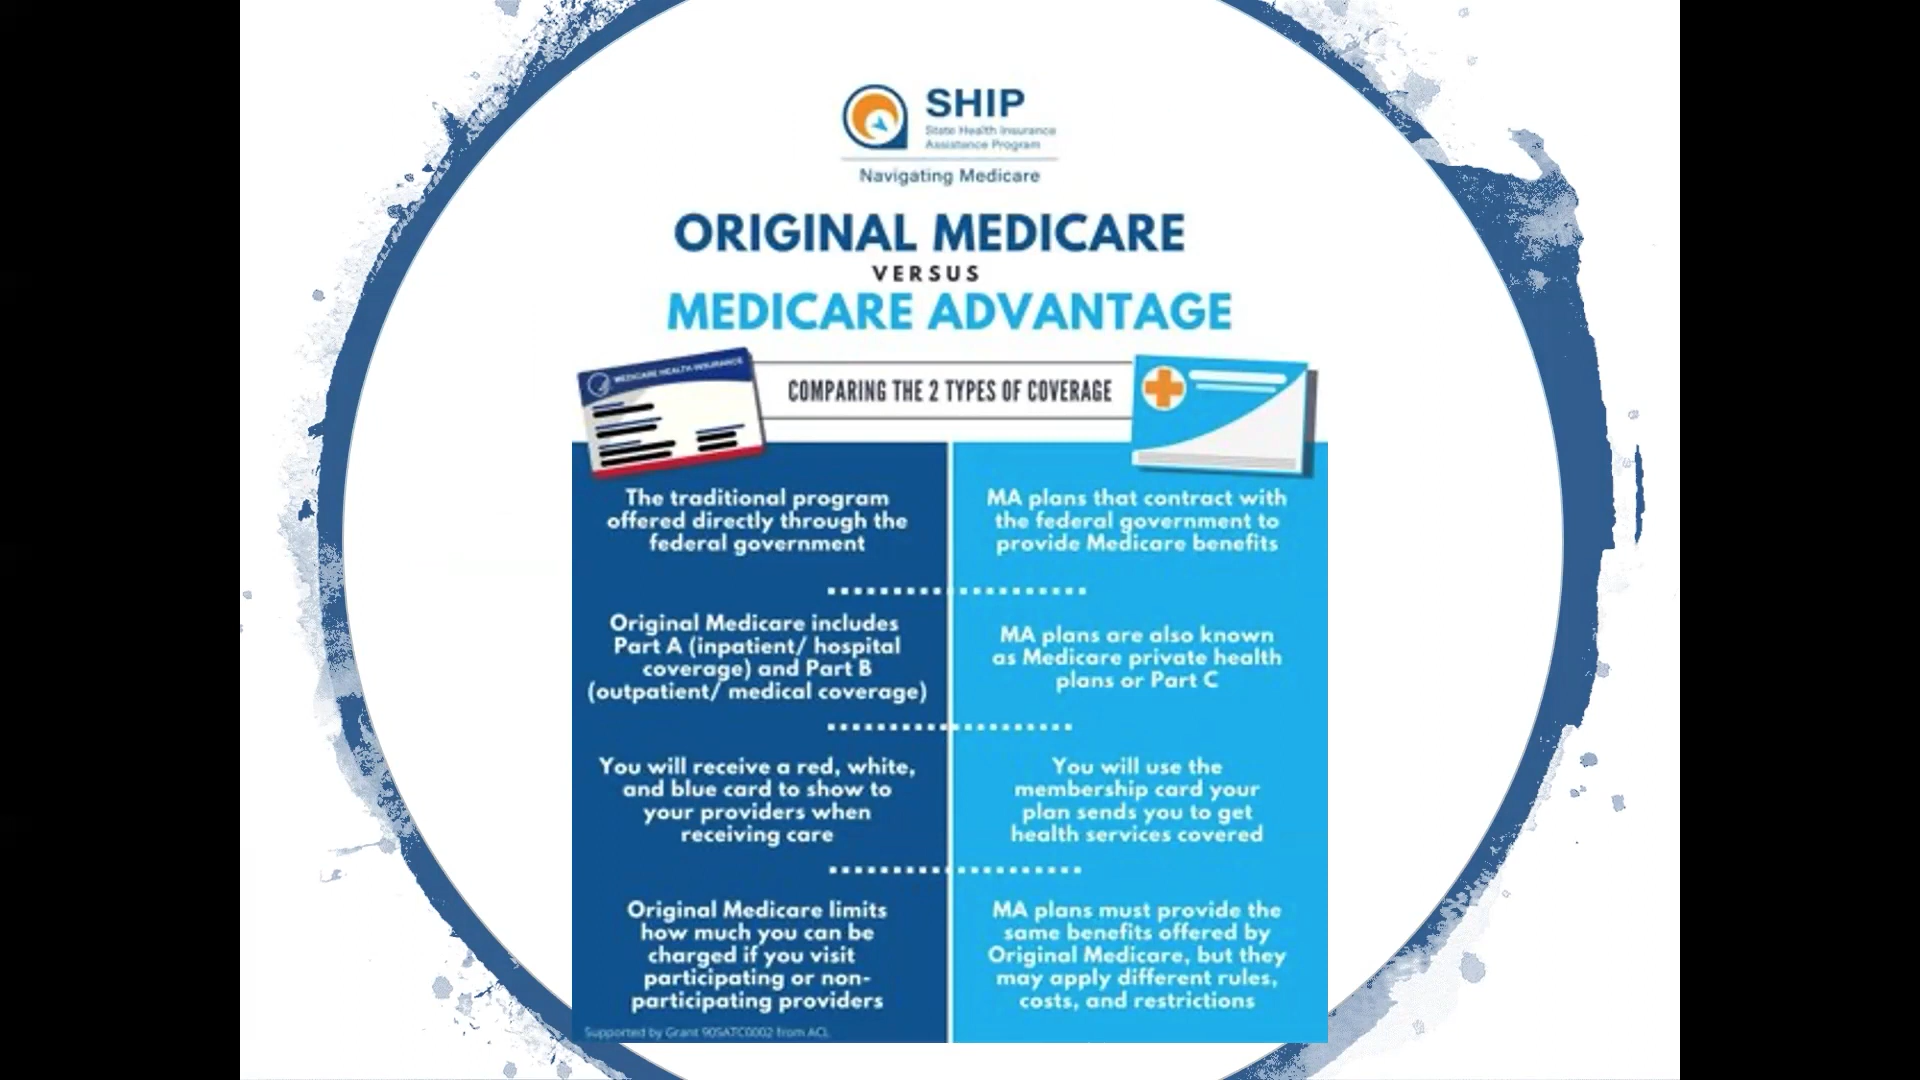 SHIP
State Health Insurance
Assistance Program
Navigating Medicare
ORIGINAL MEDICARE
VERSUS
MEDICARE ADVANTAGE
MEDICARE HEALTH INSURANCE
COMPARING THE 2 TYPES OF COVERAGE
The traditional program
offered directly through the
federal government
MA plans that contract with
the federal government to
provide Medicare benefits
Original Medicare includes
Part A (inpatient/ hospital
coverage) and Part B
(outpatient/ medical coverage)
MA plans are also known
as Medicare private health
plans or Part C
You will receive a red, white,
and blue card to show to
your providers when
receiving care
You will use the
membership card your
plan sends you to get
health services covered
Original Medicare limits
how much you can be
charged if you visit
participating or non-
participating providers
MA plans must provide the
same benefits offered by
Original Medicare, but they
may apply different rules,
costs, and restrictions
Supported by Grant 90SATC0002 from ACL